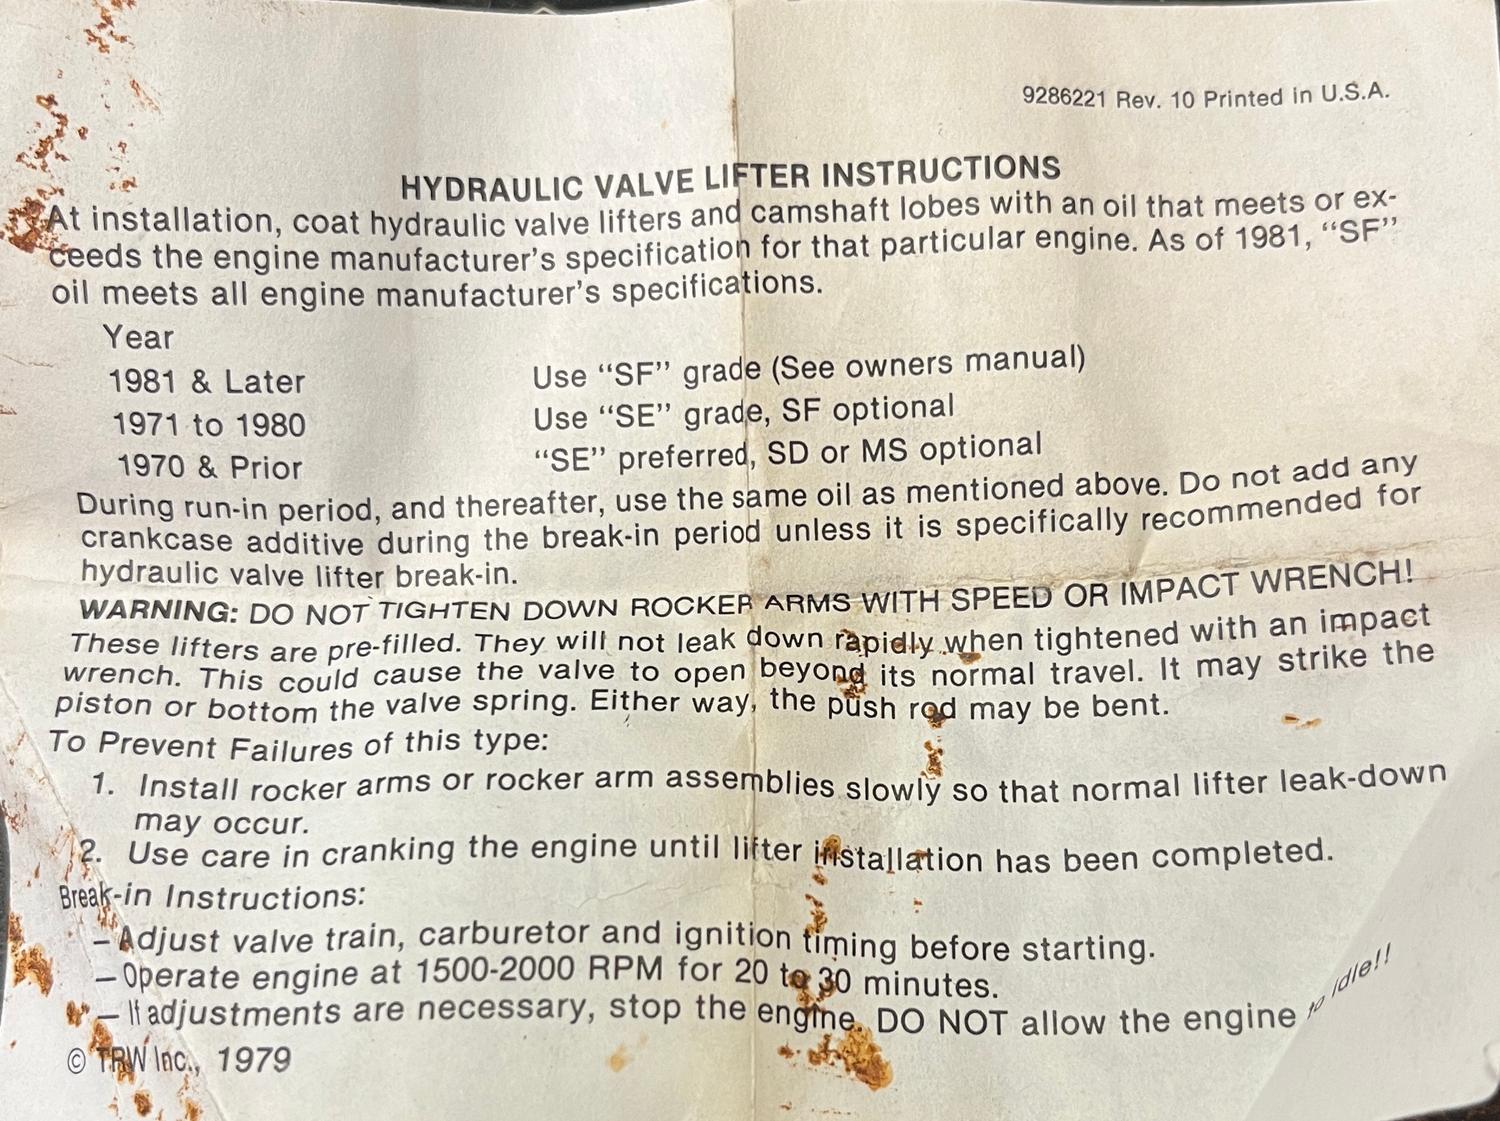 9286221 Rev. 10 Printed in U.S.A.
HYDRAULIC VALVE LIFTER INSTRUCTIONS
At installation, coat hydraulic valve lifters and camshaft lobes with an oil that meets or ex-
ceeds the engine manufacturer's specification for that particular engine. As of 1981, “SF”
oil meets all engine manufacturer's specifications.
Year
1981 & Later Use “SF” grade (See owners manual)
1971 to 1980 Use “SE” grade, SF optional
1970 & Prior “SE” preferred, SD or MS optional
During run-in period, and thereafter, use the same oil as mentioned above. Do not add any
crankcase additive during the break-in period unless it is specifically recommended for
hydraulic valve lifter break-in.
WARNING: DO NOT TIGHTEN DOWN ROCKER ARMS WITH SPEED OR IMPACT WRENCH!
These lifters are pre-filled. They will not leak down rapidly when tightened with an impact
wrench. This could cause the valve to open beyond its normal travel. It may strike the
piston or bottom the valve spring. Either way, the push rod may be bent.
To Prevent Failures of this type:
1. Install rocker arms or rocker arm assemblies slowly so that normal lifter leak-down
may occur.
2. Use care in cranking the engine until lifter installation has been completed.
Break-in Instructions:
– Adjust valve train, carburetor and ignition timing before starting.
– Operate engine at 1500-2000 RPM for 20 to 30 minutes.
– If adjustments are necessary, stop the engine. DO NOT allow the engine to idle!!
© TRW Inc., 1979